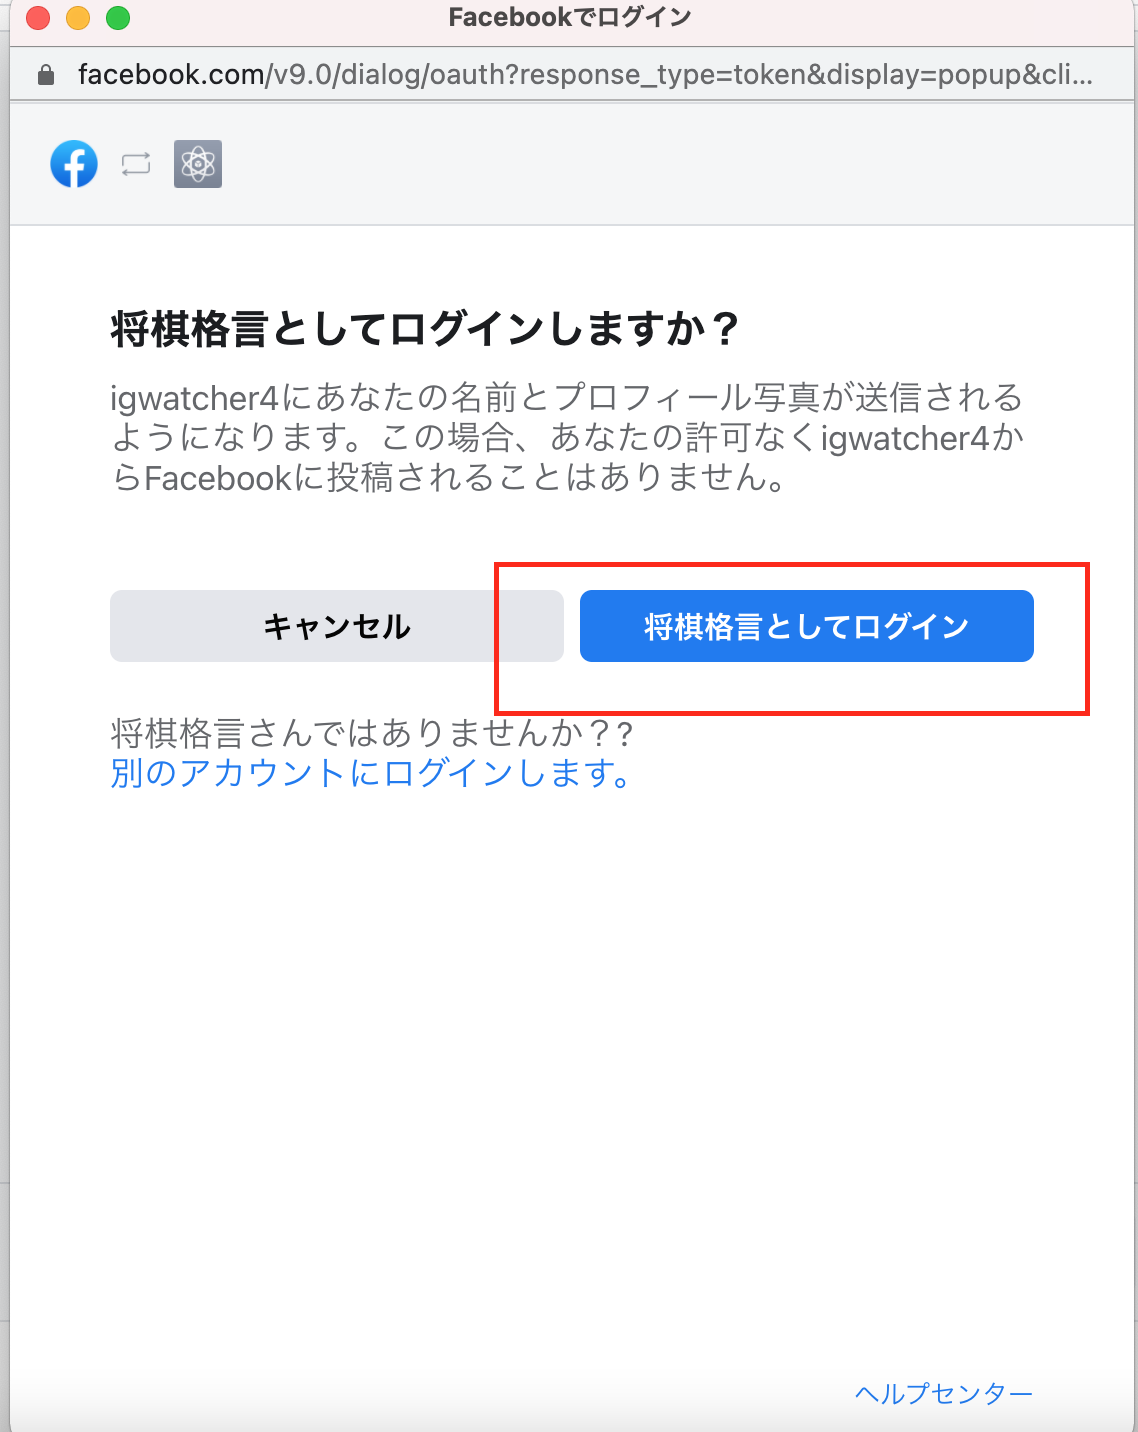 Facebookでログイン
facebook.com/v9.0/dialog/oauth?response_type=token&display=popup&cli...
将棋格言としてログインしますか？
igwatcher4にあなたの名前とプロフィール写真が送信される
ようになります。この場合、あなたの許可なくigwatcher4か
らFacebookに投稿されることはありません。
キャンセル
将棋格言としてログイン
将棋格言さんではありませんか？?
別のアカウントにログインします。
ヘルプセンター